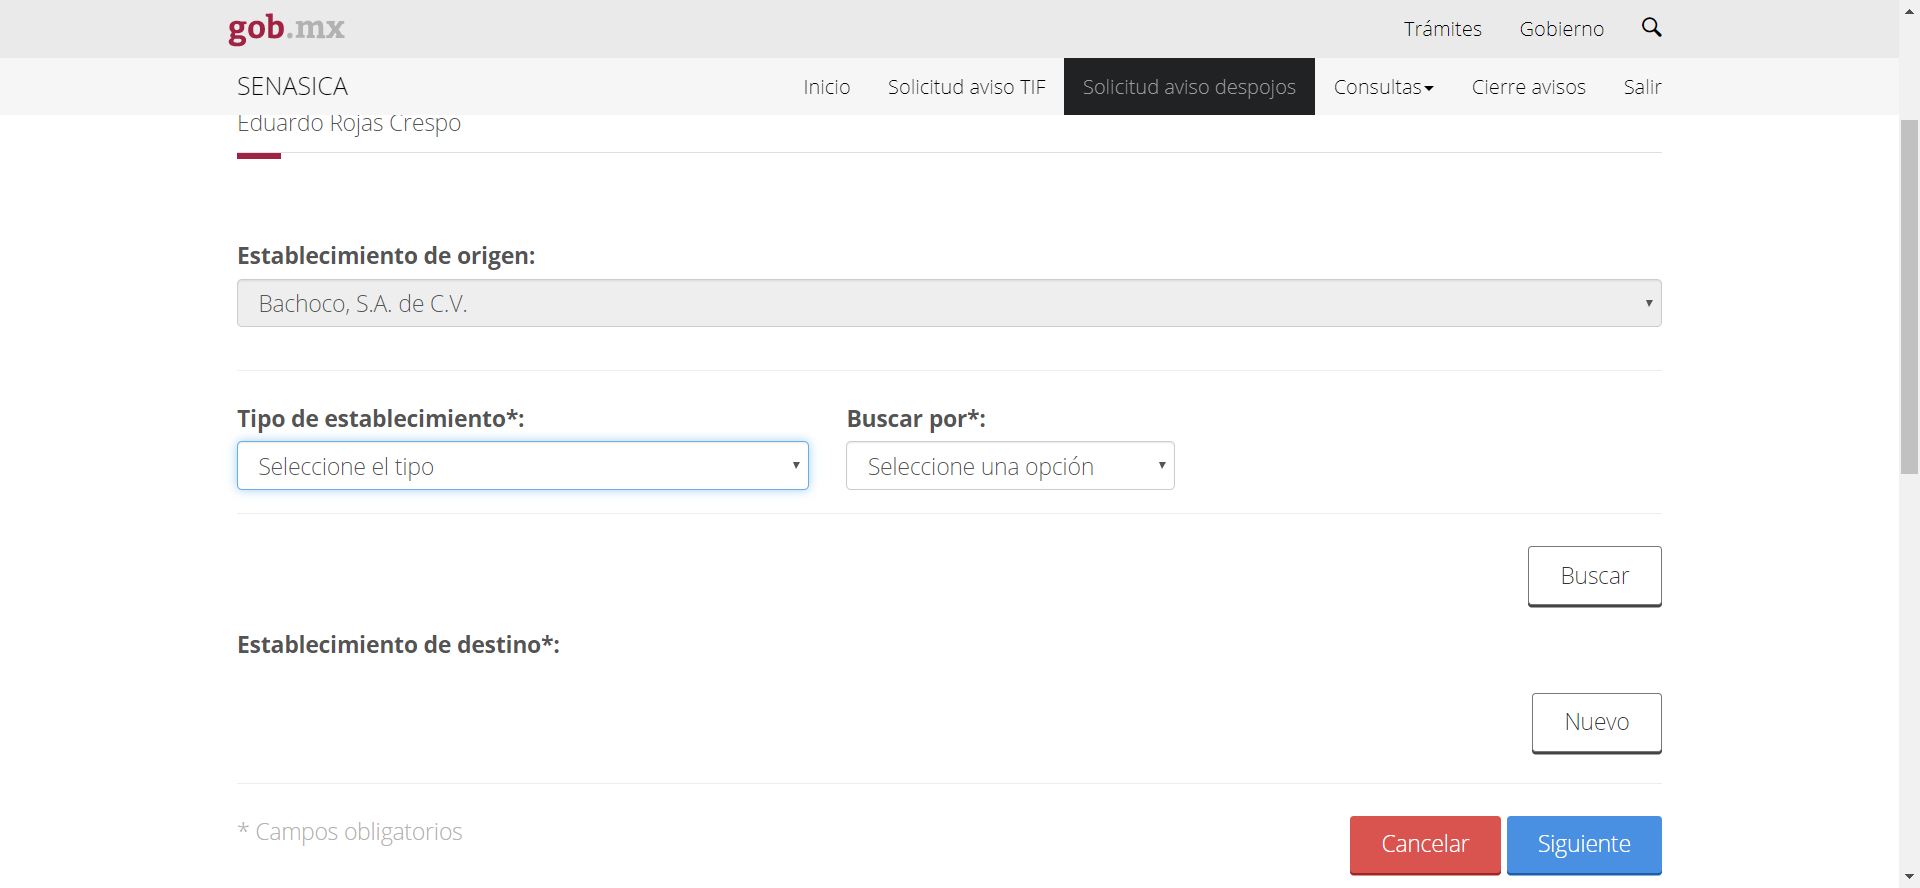 gob.mx
Trámites
Gobierno
SENASICA
Inicio
Solicitud aviso TIF
Solicitud aviso despojos
Consultas
Cierre avisos
Salir
Eduardo Rojas Crespo
Establecimiento de origen:
Bachoco, S.A. de C.V.
Tipo de establecimiento*:
Buscar por*:
Seleccione el tipo
Seleccione una opción
Buscar
Establecimiento de destino*:
Nuevo
* Campos obligatorios
Cancelar
Siguiente